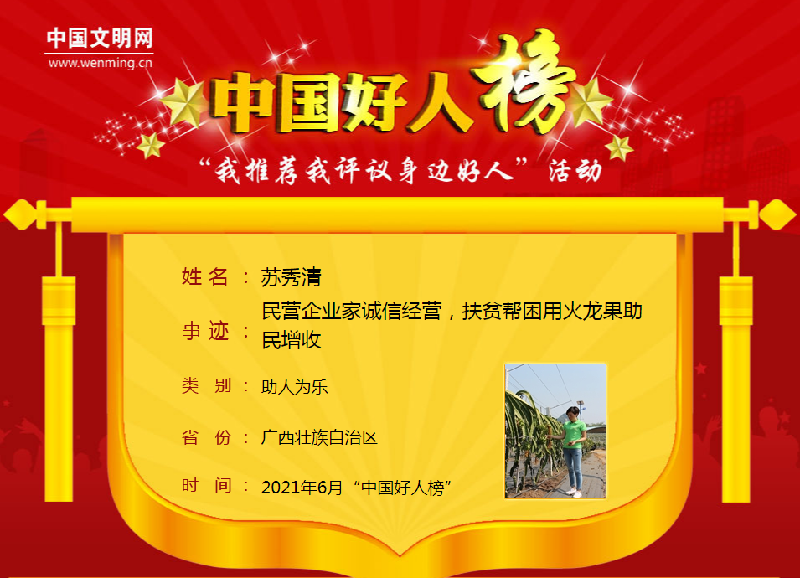 中国文明网
www.wenming.cn
中国好人榜
“我推荐我评议身边好人”活动
姓名：苏秀清
事迹：民营企业家诚信经营，扶贫帮困用火龙果助
民增收
类别：助人为乐
省份：广西壮族自治区
时间：2021年6月“中国好人榜”